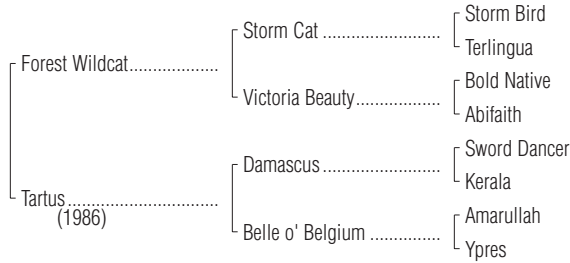 Storm Bird
Storm Cat ........................
Terlingua
Forest Wildcat..................
Bold Native
Victoria Beauty.................
Abifaith
Sword Dancer
Damascus ........................
Kerala
Tartus...............................
(1986)
Amarullah
Belle o' Belgium ..............
Ypres